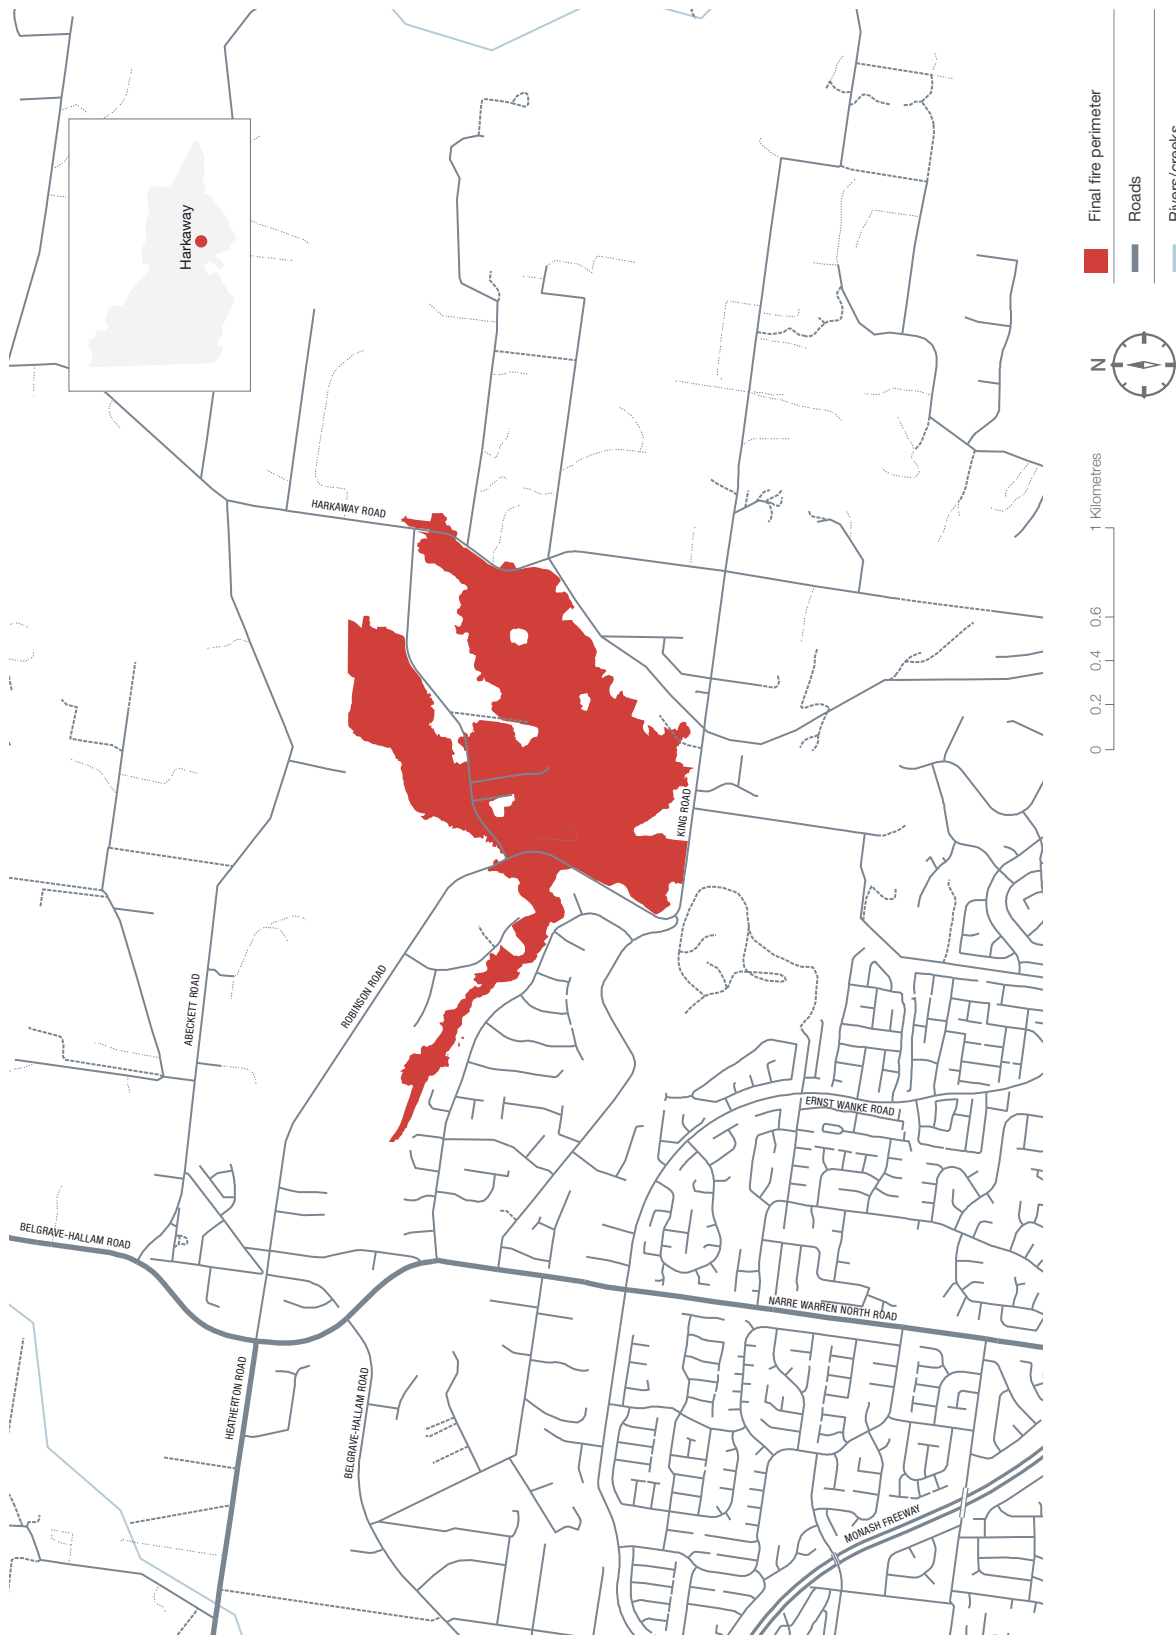 Harkaway
Final fire perimeter
Roads
Rivers/creeks
N
0 0.2 0.4 0.6 1 Kilometres
HARKAWAY ROAD
KING ROAD
ABECKETT ROAD
ROBINSON ROAD
ERNST WANKE ROAD
BELGRAVE-HALLAM ROAD
NARRE WARREN NORTH ROAD
HEATHERTON ROAD
BELGRAVE-HALLAM ROAD
MONASH FREEWAY